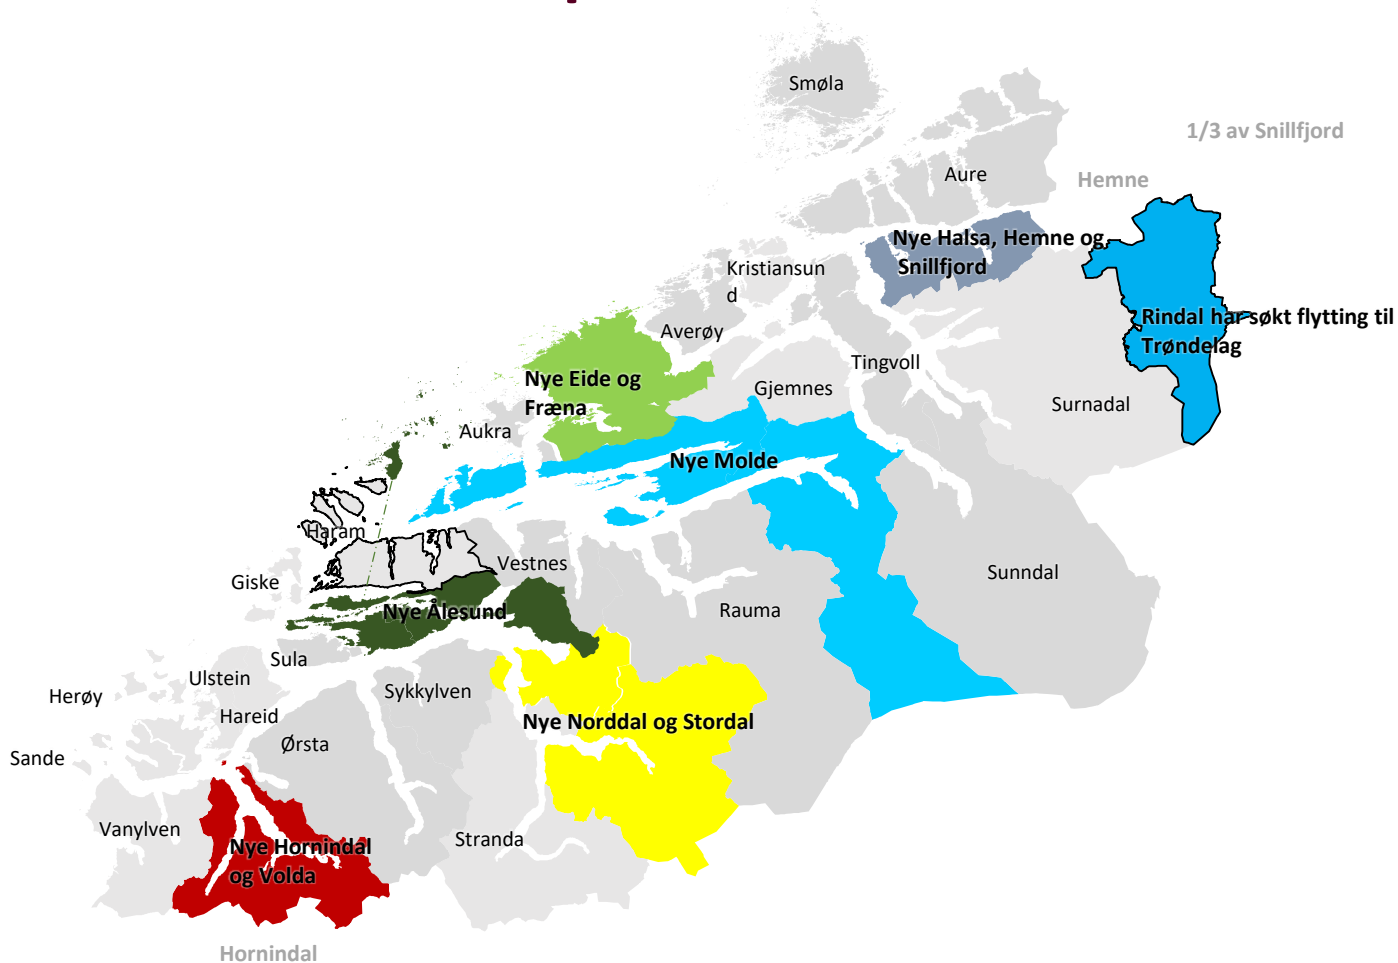 Smøla
1/3 av Snillfjord
Aure
Hemne
Nye Halsa, Hemne og
Snillfjord
Kristiansun
d
Rindal har søkt flytting til
Trøndelag
Averøy
Tingvoll
Nye Eide og
Fræna
Gjemnes
Surnadal
Aukra
Nye Molde
Haram
Vestnes
Sunndal
Giske
Nye Ålesund
Rauma
Sula
Ulstein
Sykkylven
Herøy
Hareid
Nye Norddal og Stordal
Ørsta
Sande
Vanylven
Stranda
Nye Hornindal
og Volda
Hornindal